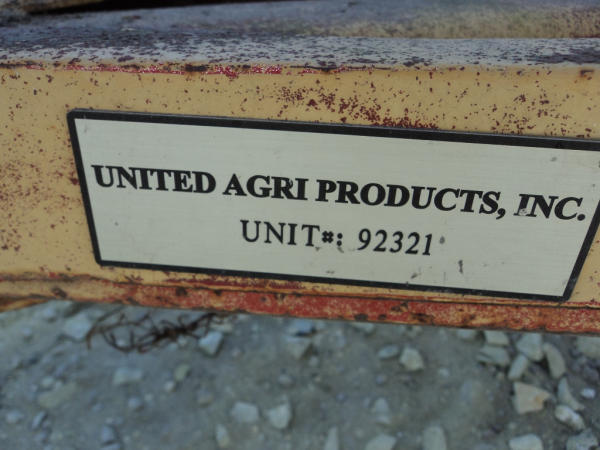 UNITED AGRI PRODUCTS, INC.
UNIT#: 92321